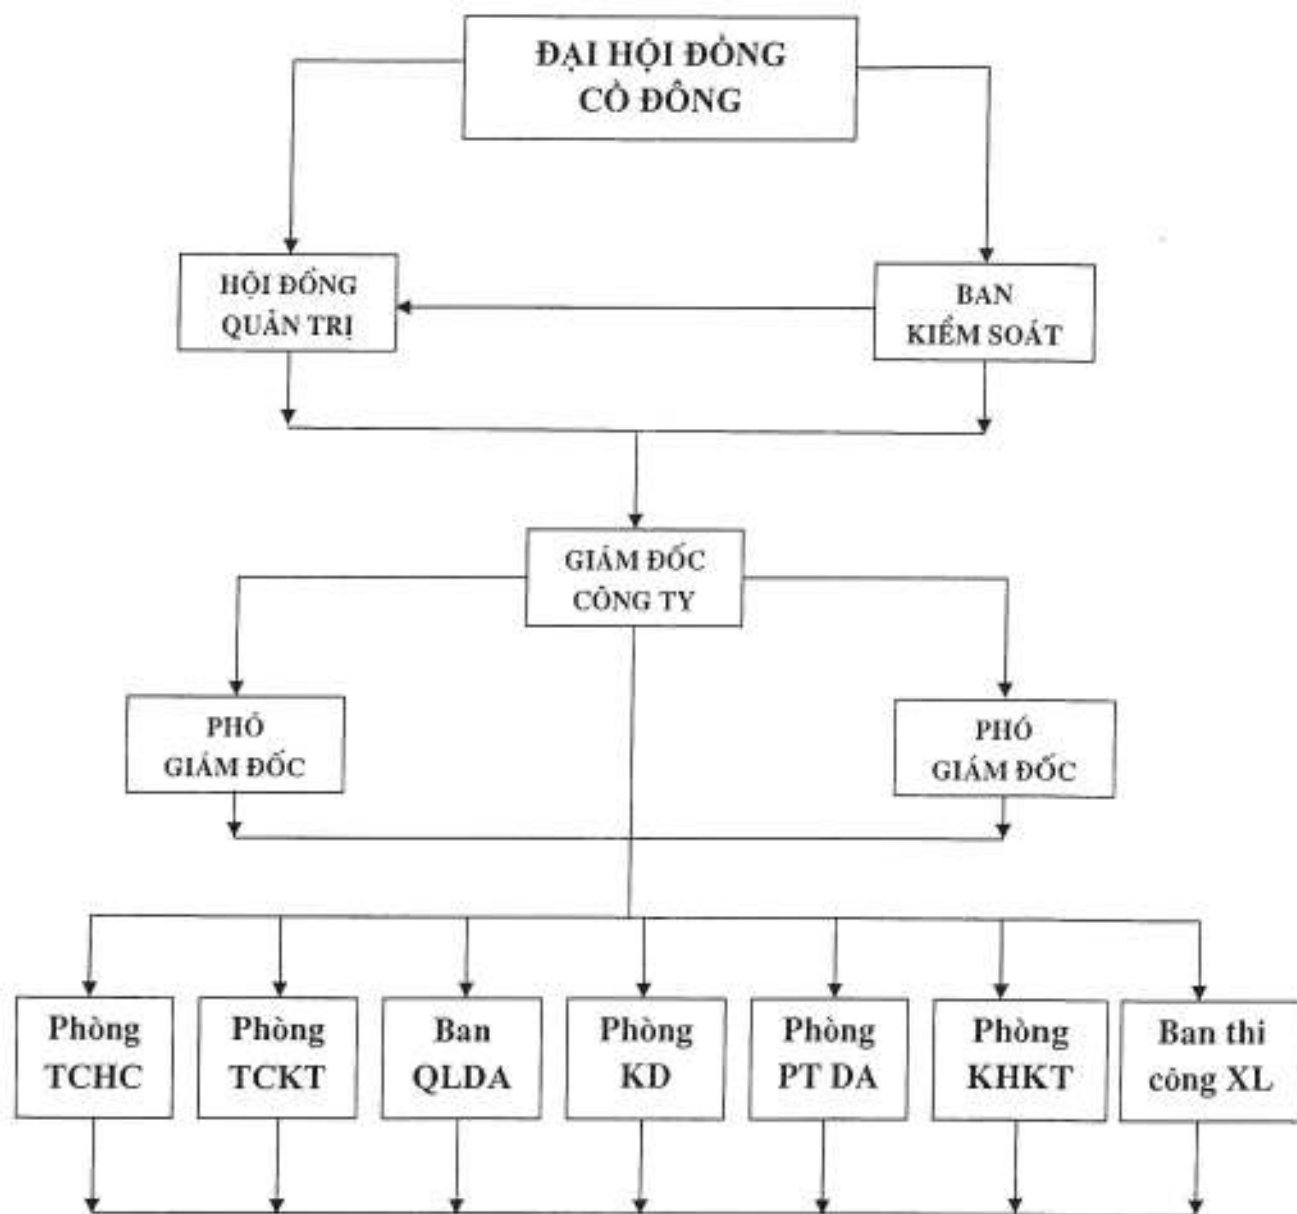 ĐẠI HỘI ĐỒNG
CỔ ĐÔNG
HỘI ĐỒNG
QUẢN TRỊ
BAN
KIỂM SOÁT
GIÁM ĐỐC
CÔNG TY
PHÓ
GIÁM ĐỐC
PHÓ
GIÁM ĐỐC
Phòng
TCHC
Phòng
TCKT
Ban
QLDA
Phòng
KD
Phòng
PT DA
Phòng
KHKT
Ban thi
công XL